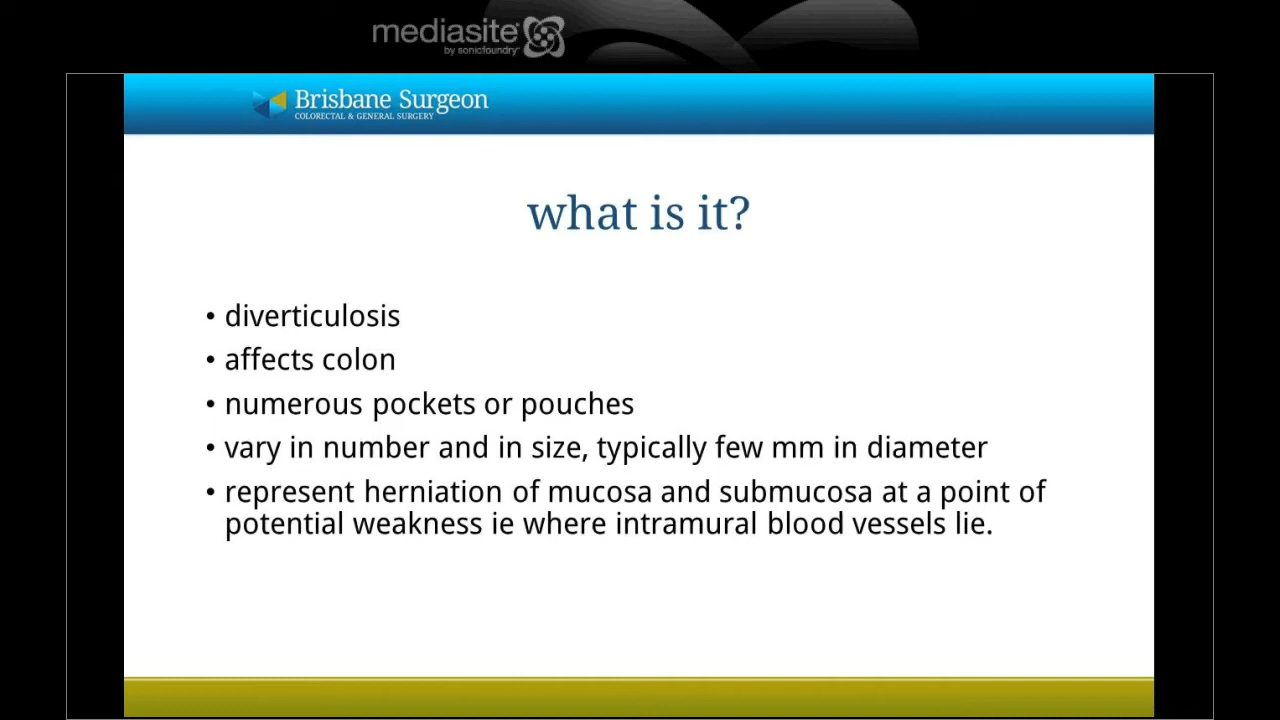 mediasite
by sonicfoundry
Brisbane Surgeon
COLORECTAL & GENERAL SURGERY
what is it?
• diverticulosis
• affects colon
• numerous pockets or pouches
• vary in number and in size, typically few mm in diameter
• represent herniation of mucosa and submucosa at a point of
potential weakness ie where intramural blood vessels lie.